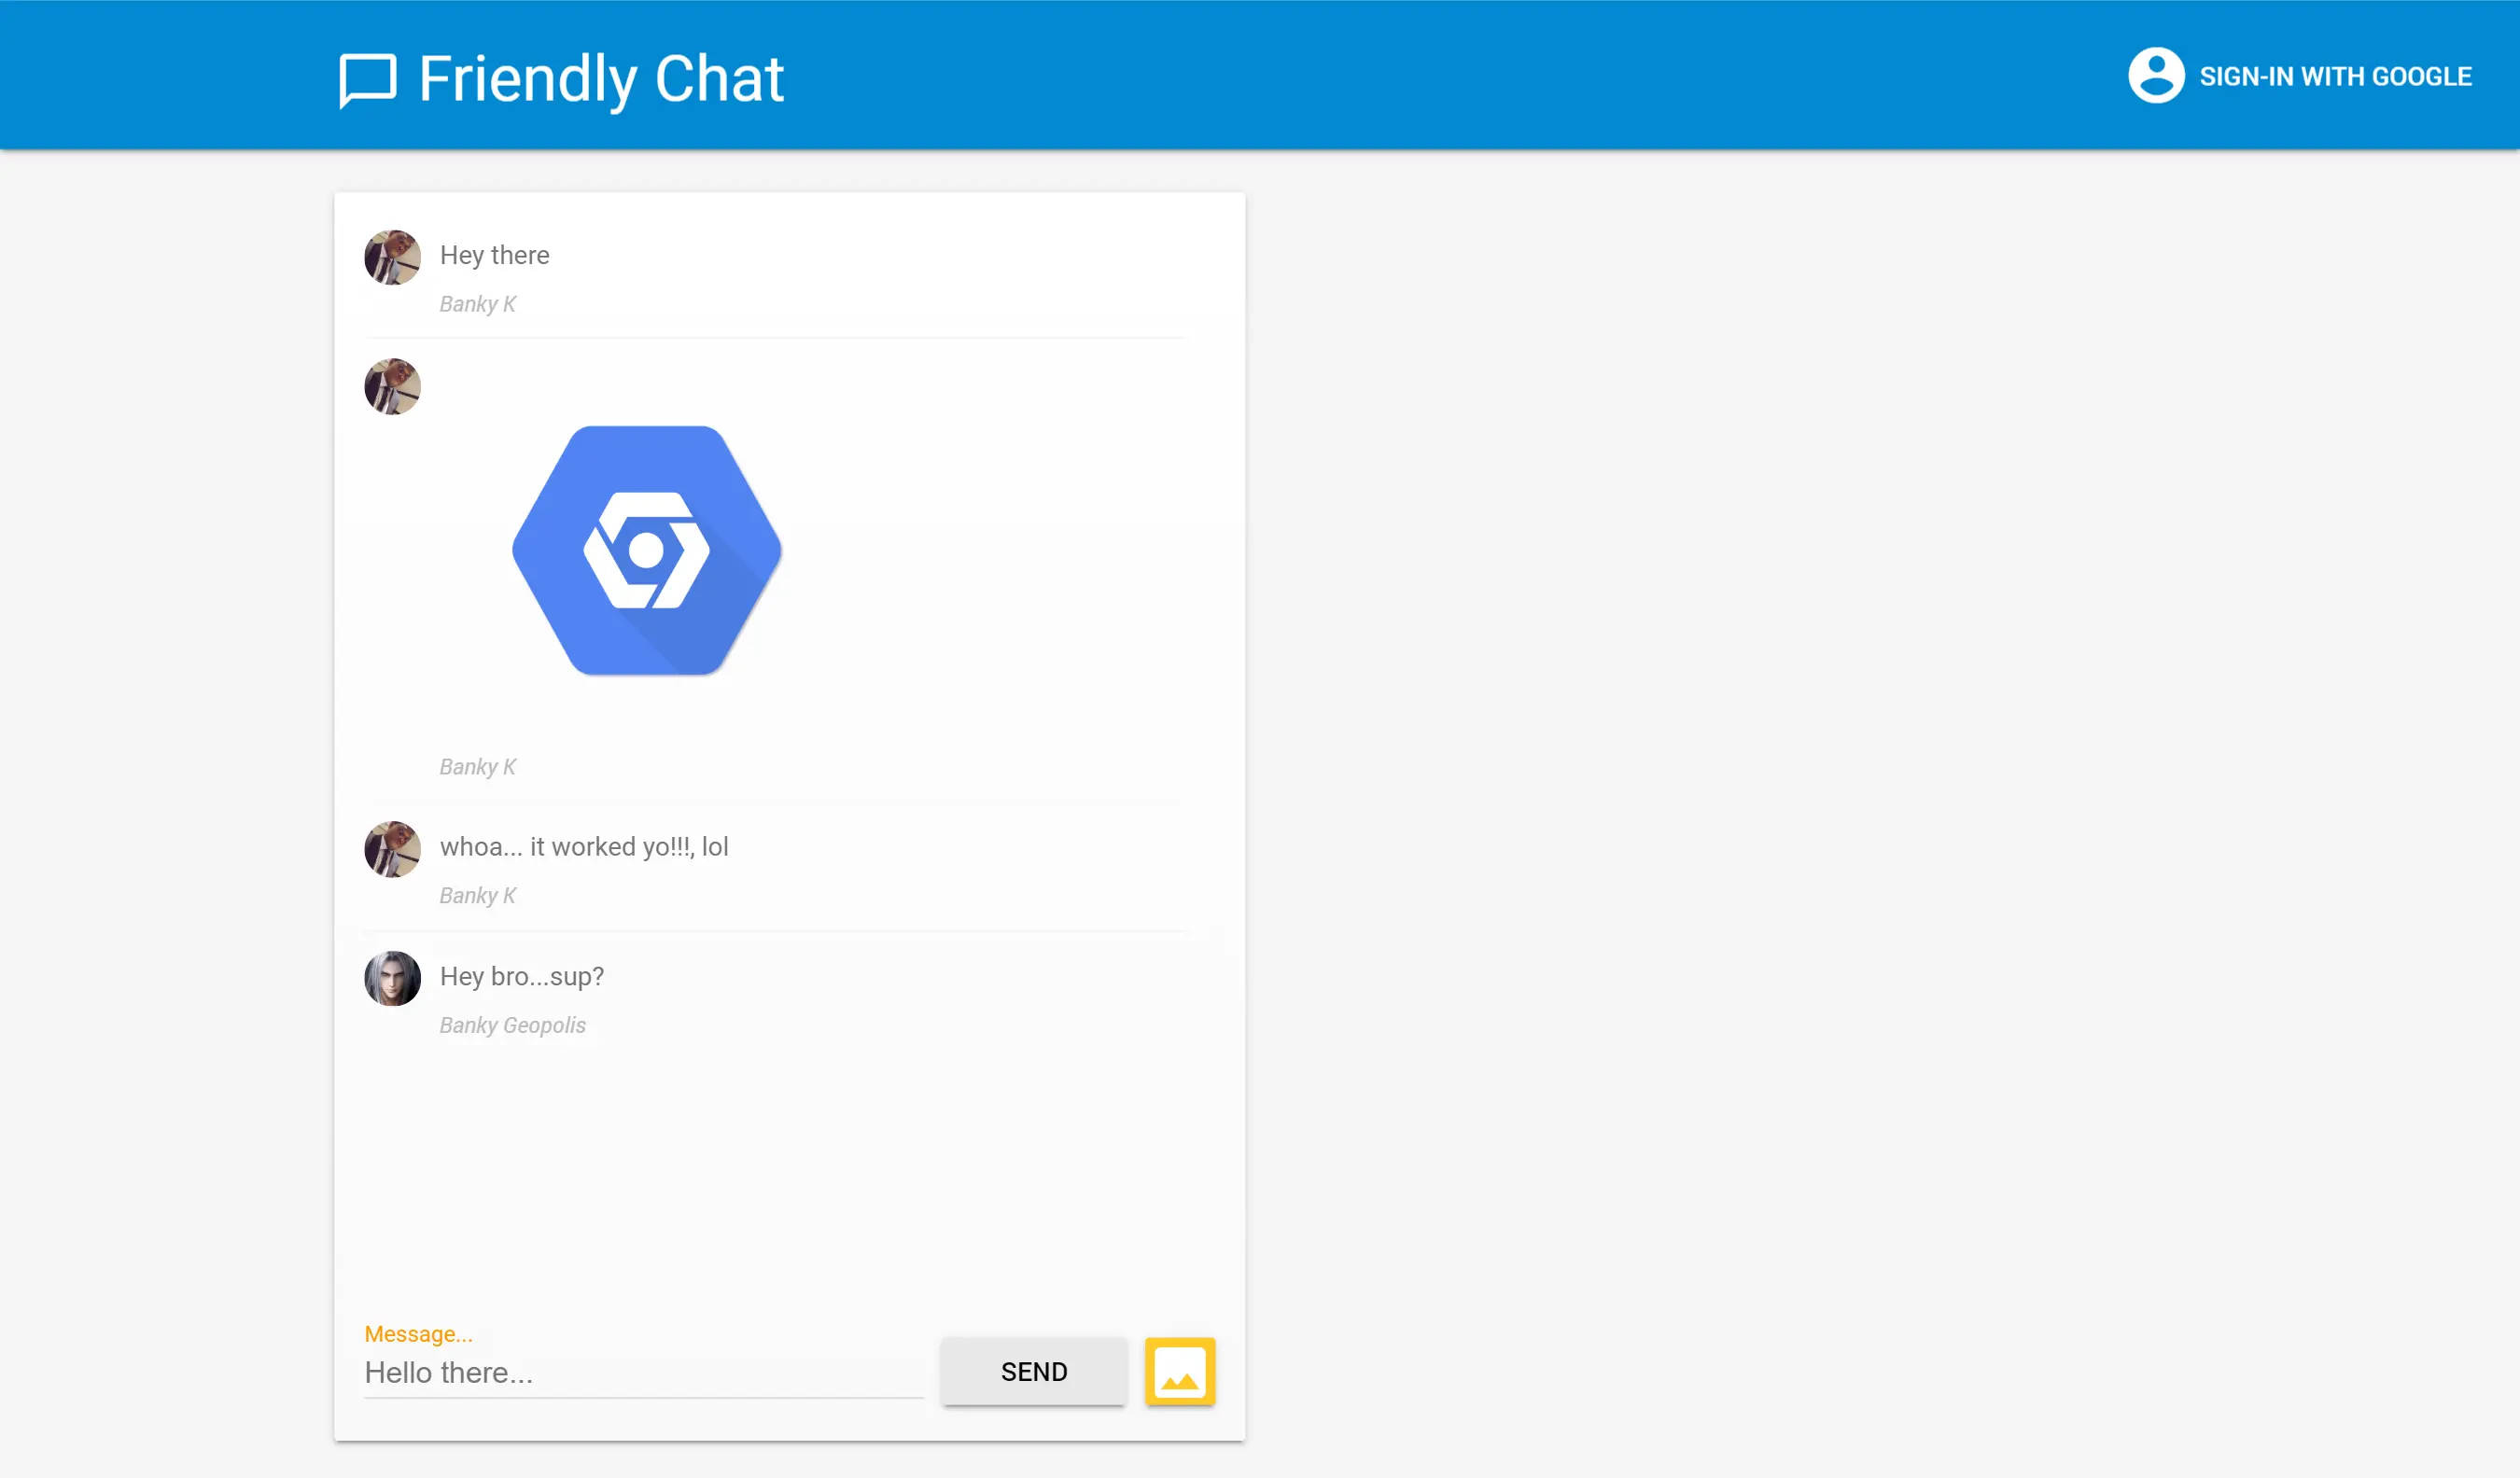 Friendly Chat
SIGN-IN WITH GOOGLE
Hey there
Banky K
Banky K
whoa... it worked yo!!!, lol
Banky K
Hey bro...sup?
Banky Geopolis
Message...
Hello there...
SEND